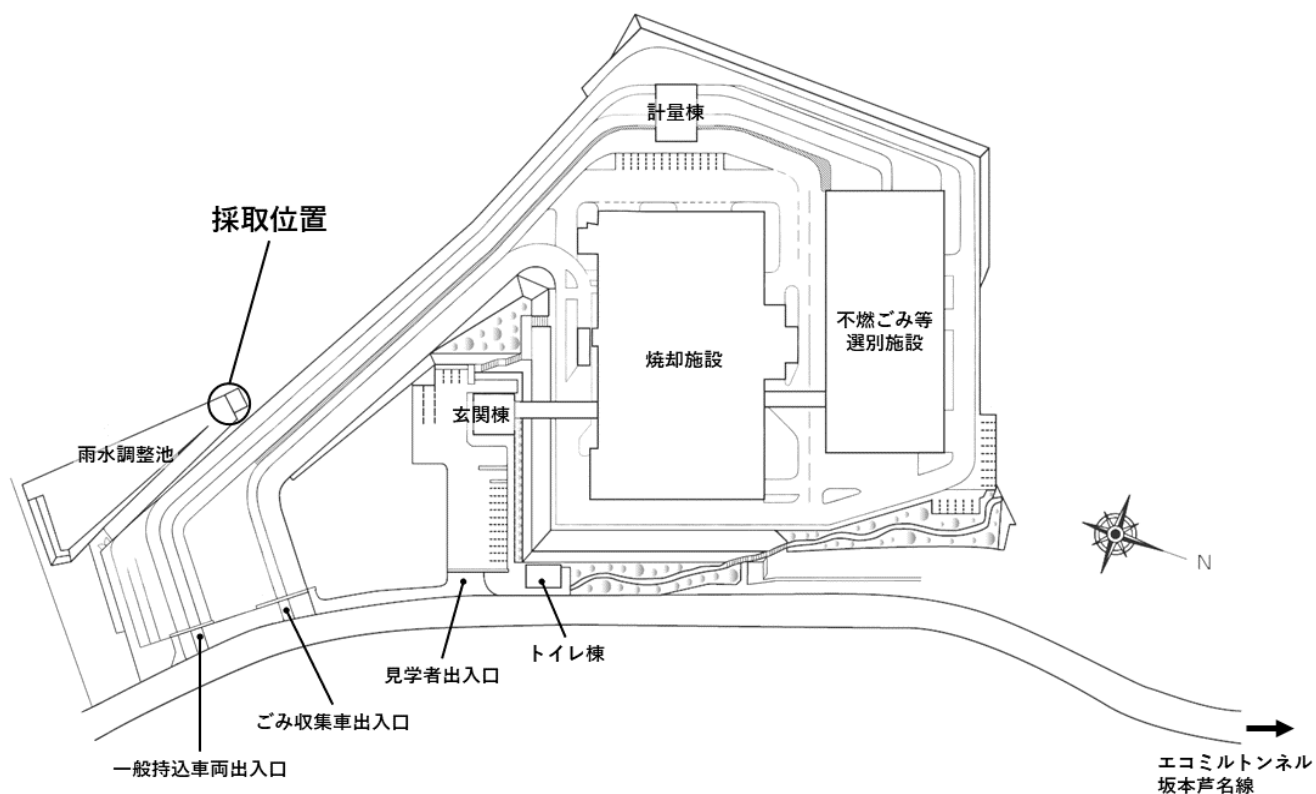 計量棟
採取位置
不燃ごみ等
選別施設
焼却施設
玄関棟
雨水調整池
N
トイレ棟
見学者出入口
ごみ収集車出入口
一般持込車両出入口
エコミルトンネル
坂本芦名線